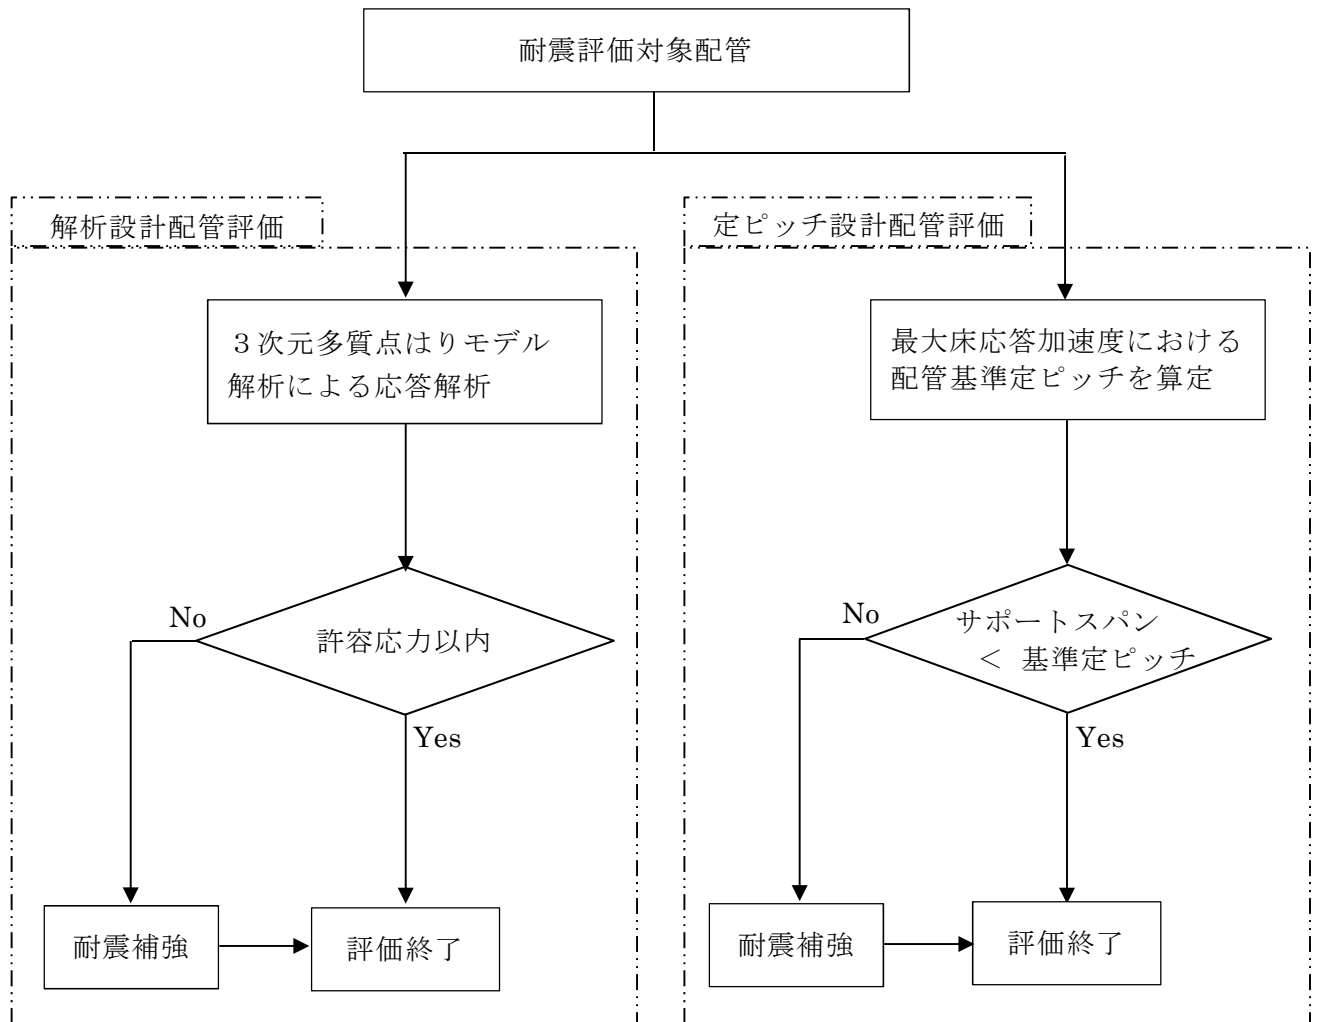 耐震評価対象配管
解析設計配管評価
３次元多質点はりモデル
解析による応答解析
No
許容応力以内
Yes
耐震補強
評価終了
定ピッチ設計配管評価
最大床応答加速度における
配管基準定ピッチを算定
No
サポートスパン
＜ 基準定ピッチ
Yes
耐震補強
評価終了